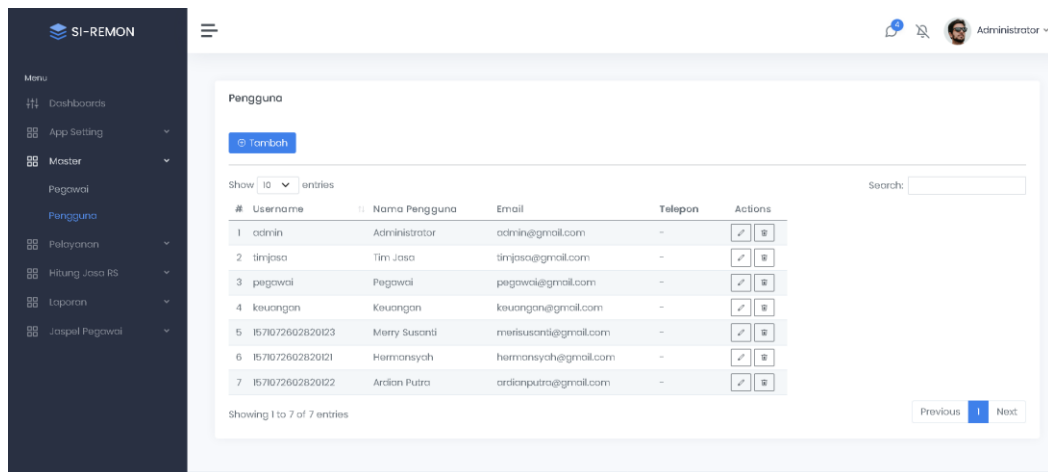 SI-REMON
4
Administrator
Menu
Dashboards
App Setting
Master
Pegawai
Pengguna
Pelayanan
Hitung Jasa RS
Laporan
Jaspel Pegawai
Pengguna
Tambah
Show 10 entries
Search:
# Username Nama Pengguna Email Telepon Actions
1 admin Administrator admin@gmail.com -
2 timjasa Tim Jasa timjasa@gmail.com -
3 pegawai Pegawai pegawai@gmail.com -
4 keuangan Keuangan keuangan@gmail.com -
5 1571072602820123 Merry Susanti merisusanti@gmail.com -
6 1571072602820121 Hermansyah hermansyah@gmail.com -
7 1571072602820122 Ardian Putra ardianputra@gmail.com -
Showing 1 to 7 of 7 entries
Previous 1 Next